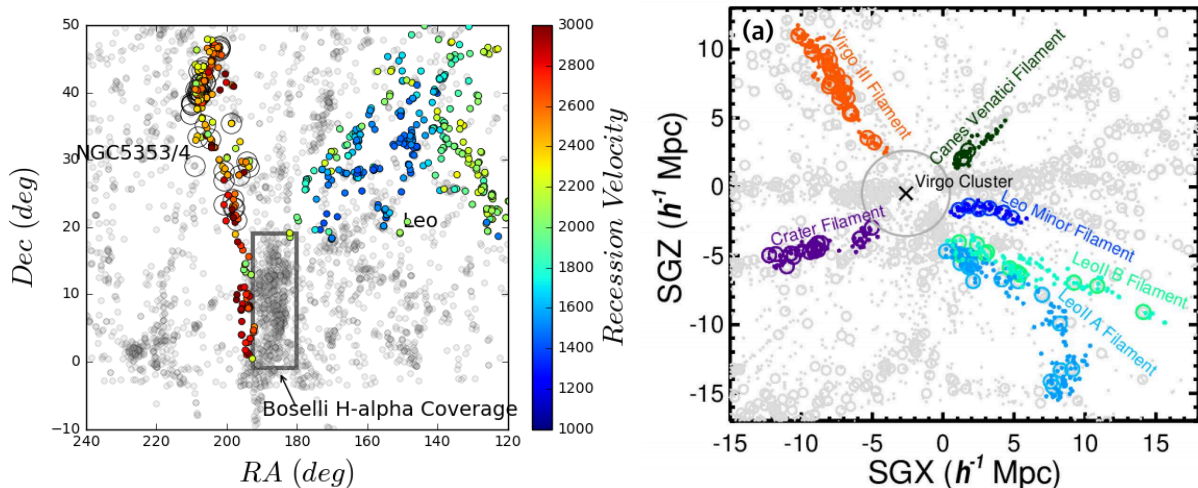 50
40
30
20
10
0
−10
240
220
200
180
160
140
120
Dec (deg)
RA (deg)
NGC5353/4
Leo
Boselli H-alpha Coverage
3000
2800
2600
2400
2200
2000
1800
1600
1400
1200
1000
Recession Velocity
(a)
Virgo III Filament
Canes Venatici Filament
Virgo Cluster
Leo Minor Filament
Crater Filament
LeoII B Filament
LeoII A Filament
10
5
0
-5
-10
-15
SGZ (h⁻¹ Mpc)
-15
-10
-5
0
5
10
15
SGX (h⁻¹ Mpc)